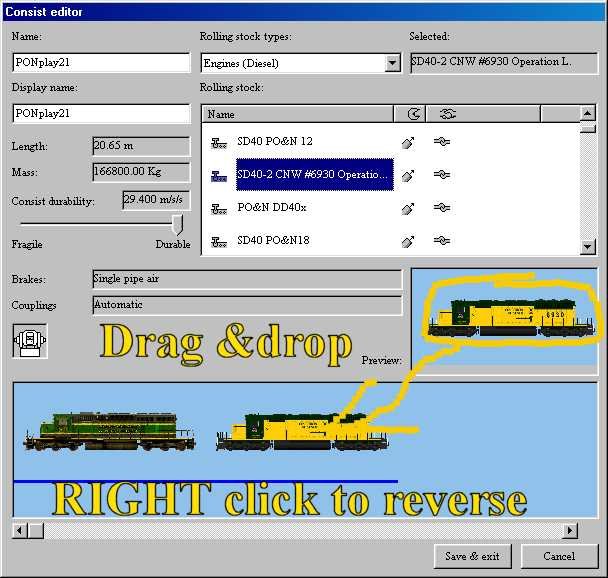 Consist editor
Name:
Rolling stock types:
Selected:
PONplay21
Engines (Diesel)
SD40-2 CNW #6930 Operation L.
Display name:
Rolling stock:
PONplay21
Name
Length:
20.65 m
SD40 PO&N 12
Mass:
166800.00 Kg
SD40-2 CNW #6930 Operatio...
Consist durability:
29.400 m/s/s
PO&N DD40x
Fragile
Durable
SD40 PO&N18
Brakes:
Single pipe air
Couplings
Automatic
6930
Drag &drop
Preview:
RIGHT click to reverse
Save & exit
Cancel